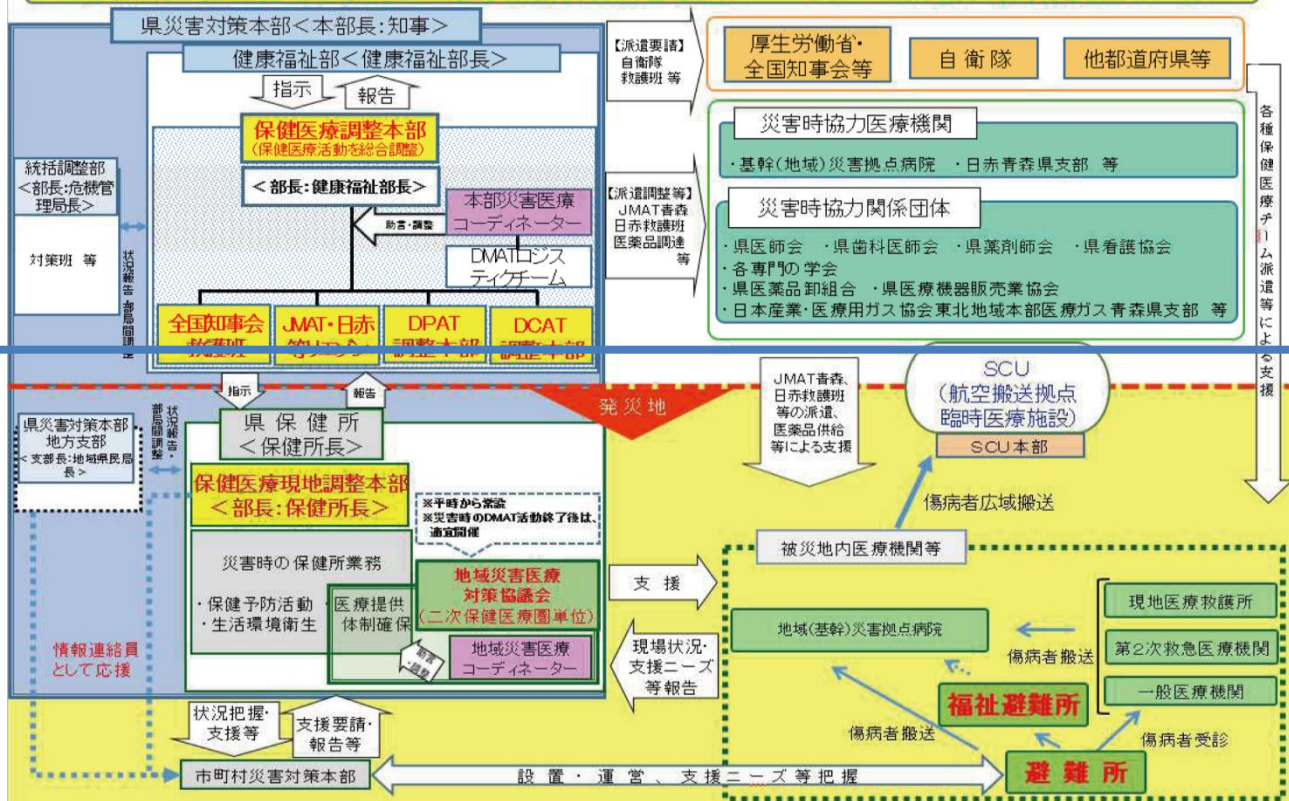 県災害対策本部＜本部長：知事＞
健康福祉部＜健康福祉部長＞
指示
報告
保健医療調整本部
(保健医療活動を総合調整)
＜部長：健康福祉部長＞
統括調整部
＜部長：危機管
理局長＞
対策班 等
状況報告・部局間調整
本部災害医療
コーディネーター
助言・調整
DMATロジス
ティクチーム
全国知事会
救護班
JMAT・日赤
等リエゾン
DPAT
調整本部
DCAT
調整本部
【派遣要請】
自衛隊
救護班 等
厚生労働省・
全国知事会等
自衛隊
他都道府県等
【派遣調整等】
JMAT青森
日赤救護班
医薬品調達
等
災害時協力医療機関
・基幹(地域)災害拠点病院 ・日赤青森県支部 等
災害時協力関係団体
・県医師会 ・県歯科医師会 ・県薬剤師会 ・県看護協会
・各専門の学会
・県医薬品卸組合 ・県医療機器販売業協会
・日本産業・医療用ガス協会東北地域本部医療ガス青森県支部 等
各種保健医療チーム派遣等による支援
指示
報告
発災地
JMAT青森、
日赤救護班
等の派遣、
医薬品供給
等による支援
SCU
(航空搬送拠点
臨時医療施設)
SCU本部
県災害対策本部
地方支部
＜支部長：地域県民局
長＞
状況報告・
部局間調整
県保健所
＜保健所長＞
保健医療現地調整本部
＜部長：保健所長＞
※平時から常設
※災害時のDMAT活動終了後は、
適宜開催
災害時の保健所業務
・保健予防活動
・生活環境衛生
・医療提供
体制確保
地域災害医療
対策協議会
(二次保健医療圏単位)
助言・調整
地域災害医療
コーディネーター
情報連絡員
として応援
支援
現場状況・
支援ニーズ
等報告
傷病者広域搬送
被災地内医療機関等
地域(基幹)災害拠点病院
現地医療救護所
第2次救急医療機関
一般医療機関
傷病者搬送
福祉避難所
傷病者搬送
傷病者受診
避難所
状況把握・
支援等
支援要請・
報告等
市町村災害対策本部
設置・運営、支援ニーズ等把握